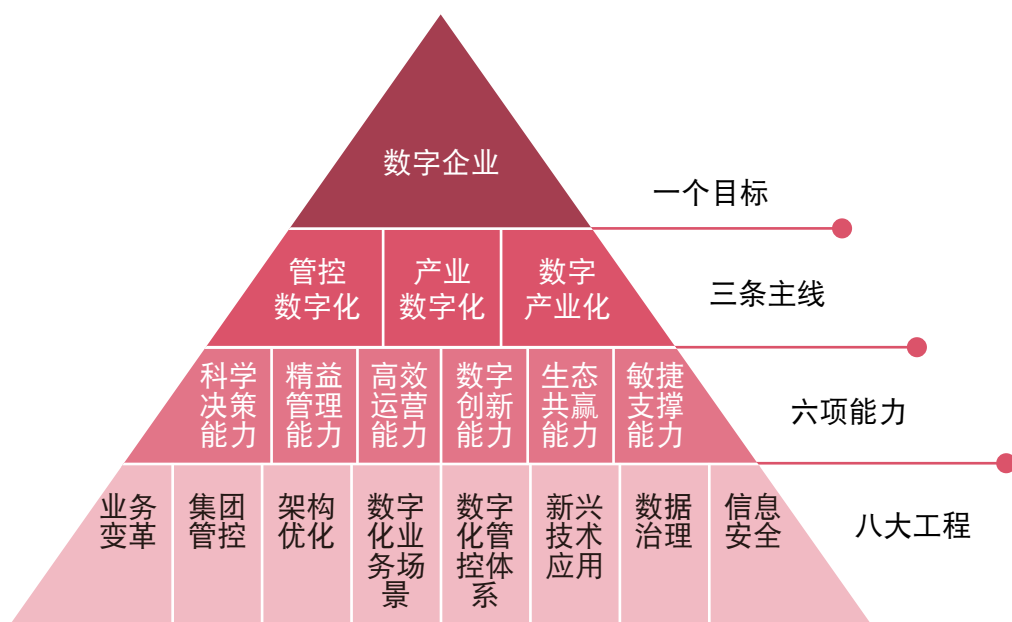 数字企业
一个目标
管控
数字化
产业
数字化
数字
产业化
三条主线
科学
决策
能力
精益
管理
能力
高效
运营
能力
数字
创新
能力
生态
共赢
能力
敏捷
支撑
能力
六项能力
业务
变革
集团
管控
架构
优化
数字
化业
务场
景
数字
化管
控体
系
新兴
技术
应用
数据
治理
信息
安全
八大工程